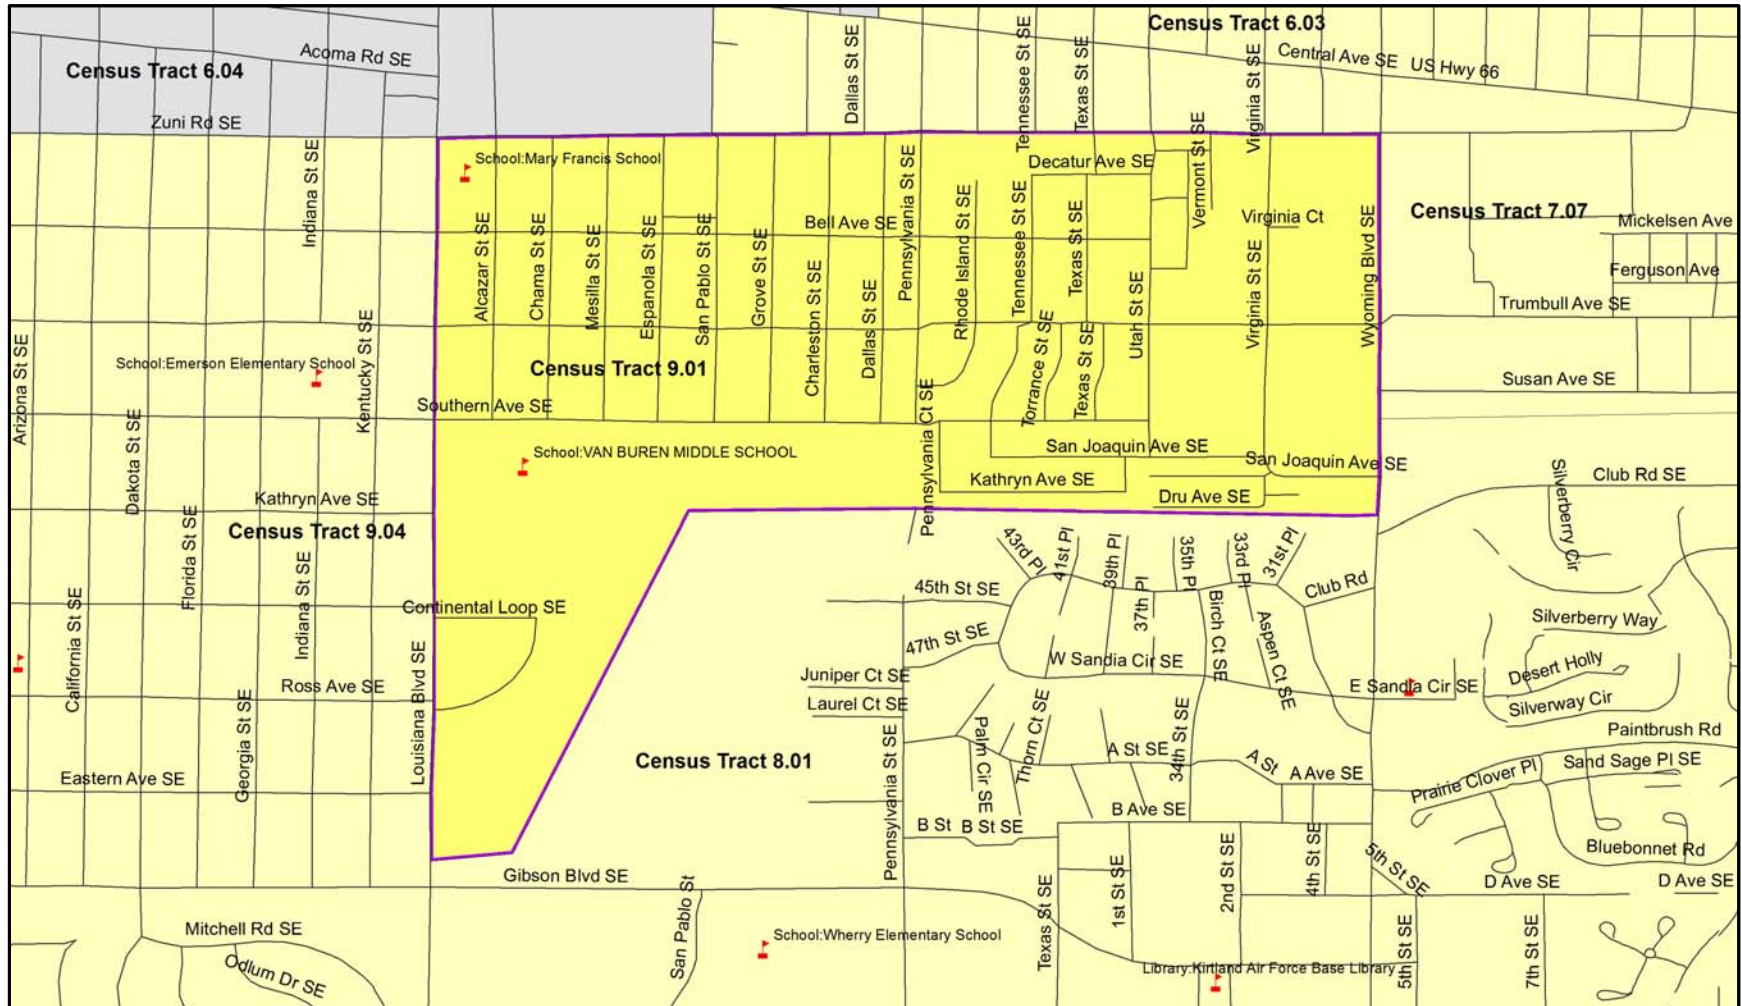 Census Tract 6.03
Central Ave SE
US Hwy 66
Acoma Rd SE
Census Tract 6.04
Zuni Rd SE
Dallas St SE
Tennessee St SE
Texas St SE
Virginia St SE
Indiana St SE
School:Mary Francis School
Decatur Ave SE
Vermont St SE
Pennsylvania St SE
Virginia Ct
Census Tract 7.07
Mickelsen Ave
Ferguson Ave
Trumbull Ave SE
Bell Ave SE
Alcazar St SE
Chama St SE
Mesilla St SE
Espanola St SE
San Pablo St SE
Grove St SE
Charleston St SE
Dallas St SE
Rhode Island St SE
Tennessee St SE
Texas St SE
Utah St SE
Virginia St SE
Wyoming Blvd SE
Arizona St SE
School:Emerson Elementary School
Kentucky St SE
Census Tract 9.01
Torrance St SE
Texas St SE
Susan Ave SE
Southern Ave SE
Pennsylvania Ct SE
Dakota St SE
School:VAN BUREN MIDDLE SCHOOL
San Joaquin Ave SE
San Joaquin Ave SE
Kathryn Ave SE
Dru Ave SE
Club Rd SE
Silverberry Cir
Kathryn Ave SE
Census Tract 9.04
Florida St SE
Indiana St SE
43rd Pl
41st Pl
39th Pl
37th Pl
35th Pl
33rd Pl
31st Pl
Club Rd
45th St SE
47th St SE
Birch Ct SE
Aspen Ct SE
Continental Loop SE
California St SE
Silverberry Way
W Sandia Cir SE
Desert Holly
Juniper Ct SE
E Sandia Cir SE
Ross Ave SE
Louisiana Blvd SE
Laurel Ct SE
Silverway Cir
Georgia St SE
Palm Cir SE
Thorn Ct SE
34th St SE
Paintbrush Rd
Census Tract 8.01
Pennsylvania St SE
A St SE
A St
A Ave SE
Sand Sage Pl SE
Prairie Clover Pl
Eastern Ave SE
B Ave SE
B St
B St SE
Bluebonnet Rd
Gibson Blvd SE
4th St SE
5th St SE
D Ave SE
D Ave SE
San Pablo St
Texas St SE
1st St SE
2nd St SE
5th St SE
7th St SE
Mitchell Rd SE
Odlum Dr SE
School:Wherry Elementary School
Library:Kirtland Air Force Base Library